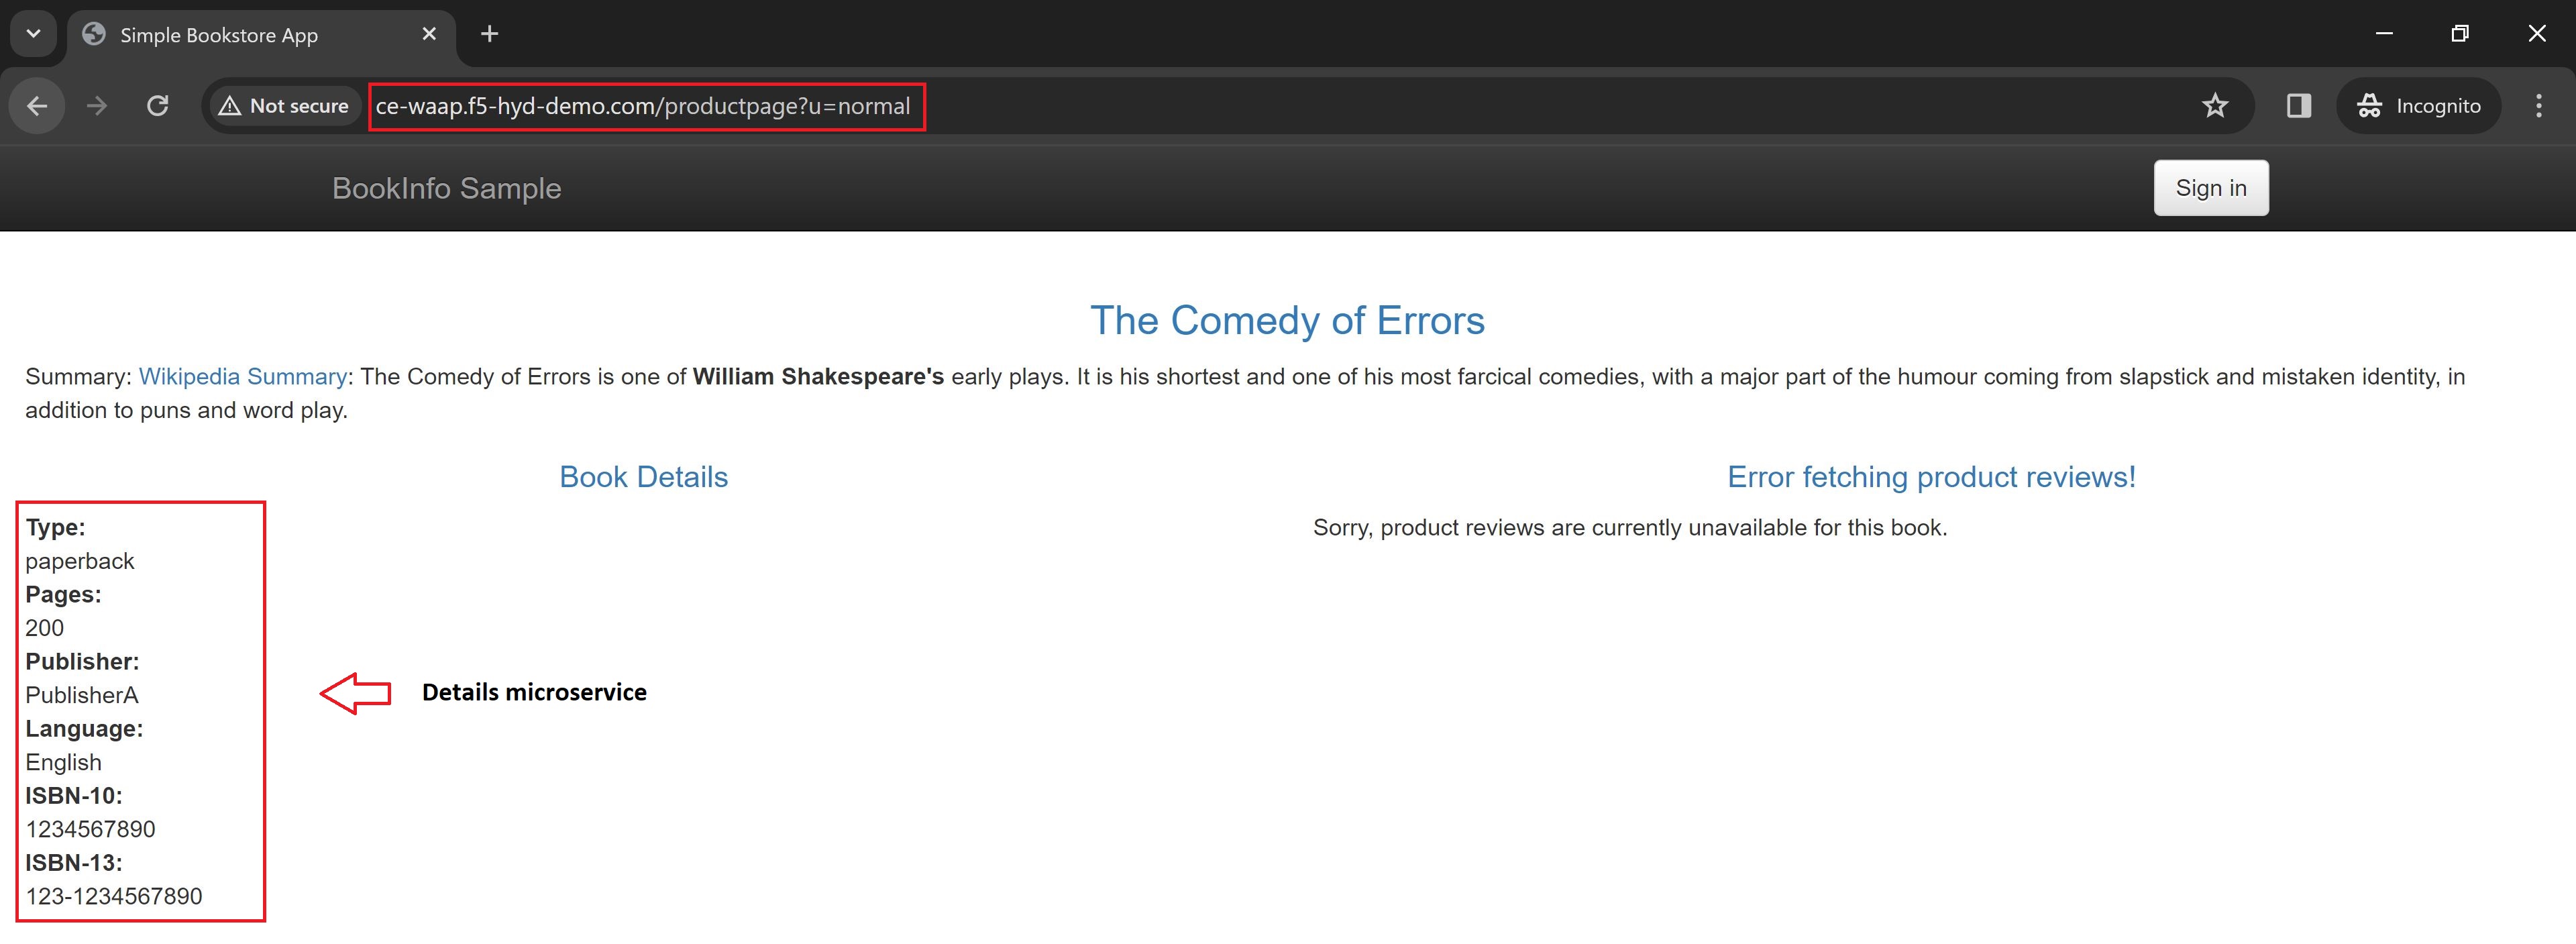 Simple Bookstore App
Not secure
ce-waap.f5-hyd-demo.com/productpage?u=normal
Incognito
BookInfo Sample
Sign in
The Comedy of Errors
Summary: Wikipedia Summary: The Comedy of Errors is one of William Shakespeare's early plays. It is his shortest and one of his most farcical comedies, with a major part of the humour coming from slapstick and mistaken identity, in
addition to puns and word play.
Book Details
Type:
paperback
Pages:
200
Publisher:
PublisherA
Language:
English
ISBN-10:
1234567890
ISBN-13:
123-1234567890
Details microservice
Error fetching product reviews!
Sorry, product reviews are currently unavailable for this book.